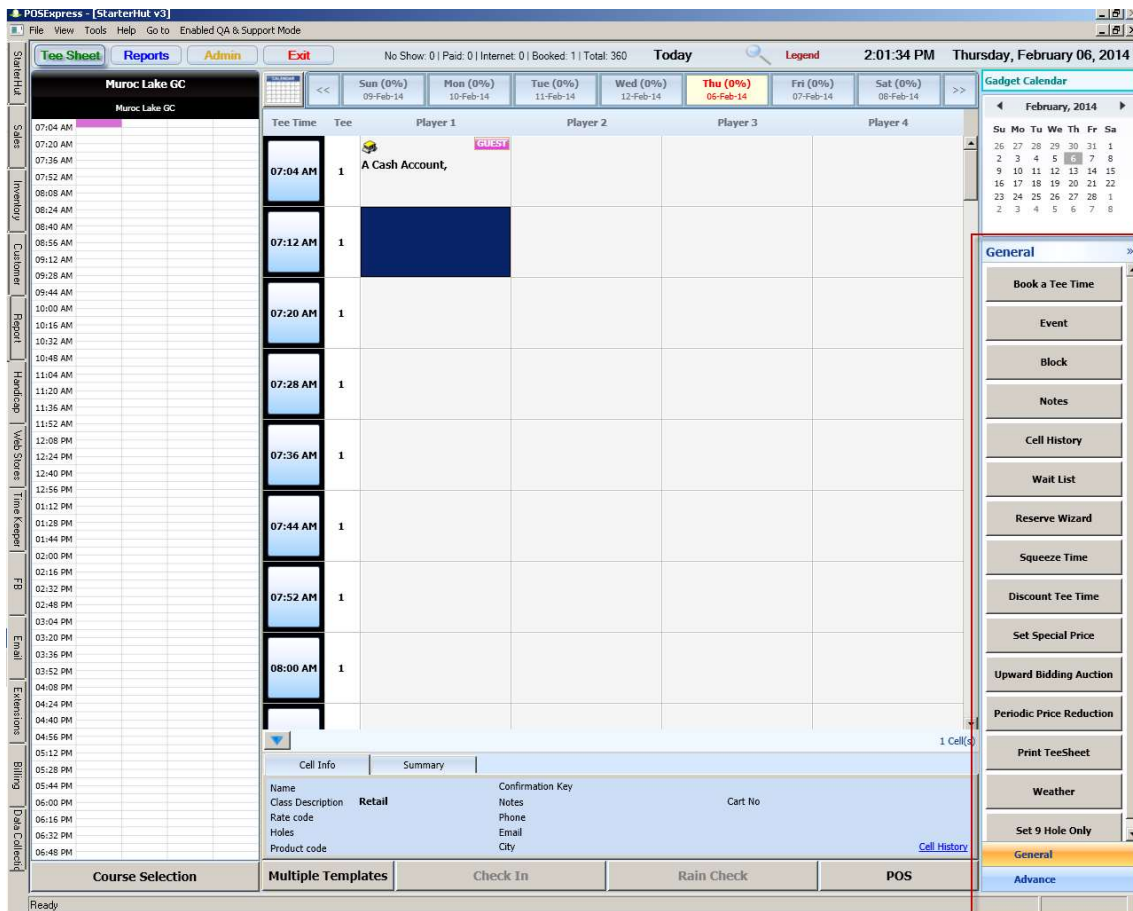 POSExpress - [StarterHut v3]
File View Tools Help Go to Enabled QA & Support Mode
Tee Sheet Reports Admin Exit No Show: 0 | Paid: 0 | Internet: 0 | Booked: 1 | Total: 360 Today Legend 2:01:34 PM Thursday, February 06, 2014
StarterHut
Sales
Inventory
Customer
Report
Handicap
Web Stores
Time Keeper
FB
Email
Extensions
Billing
Data Collectic
Muroc Lake GC
Muroc Lake GC
07:04 AM
07:20 AM
07:36 AM
07:52 AM
08:08 AM
08:24 AM
08:40 AM
08:56 AM
09:12 AM
09:28 AM
09:44 AM
10:00 AM
10:16 AM
10:32 AM
10:48 AM
11:04 AM
11:20 AM
11:36 AM
11:52 AM
12:08 PM
12:24 PM
12:40 PM
12:56 PM
01:12 PM
01:28 PM
01:44 PM
02:00 PM
02:16 PM
02:32 PM
02:48 PM
03:04 PM
03:20 PM
03:36 PM
03:52 PM
04:08 PM
04:24 PM
04:40 PM
04:56 PM
05:12 PM
05:28 PM
05:44 PM
06:00 PM
06:16 PM
06:32 PM
06:48 PM
Course Selection
CALENDAR << Sun (0%) Mon (0%) Tue (0%) Wed (0%) Thu (0%) Fri (0%) Sat (0%) >>
09-Feb-14 10-Feb-14 11-Feb-14 12-Feb-14 06-Feb-14 07-Feb-14 08-Feb-14
Tee Time Tee Player 1 Player 2 Player 3 Player 4
GUEST
07:04 AM 1 A Cash Account,
07:12 AM 1
07:20 AM 1
07:28 AM 1
07:36 AM 1
07:44 AM 1
07:52 AM 1
08:00 AM 1
1 Cell(s)
Cell Info Summary
Name Confirmation Key
Class Description Retail Notes Cart No
Rate code Phone
Holes Email
Product code City Cell History
Multiple Templates Check In Rain Check POS
Gadget Calendar
February, 2014
Su Mo Tu We Th Fr Sa
26 27 28 29 30 31 1
2 3 4 5 6 7 8
9 10 11 12 13 14 15
16 17 18 19 20 21 22
23 24 25 26 27 28 1
2 3 4 5 6 7 8
General »
Book a Tee Time
Event
Block
Notes
Cell History
Wait List
Reserve Wizard
Squeeze Time
Discount Tee Time
Set Special Price
Upward Bidding Auction
Periodic Price Reduction
Print TeeSheet
Weather
Set 9 Hole Only
General
Advance
Ready